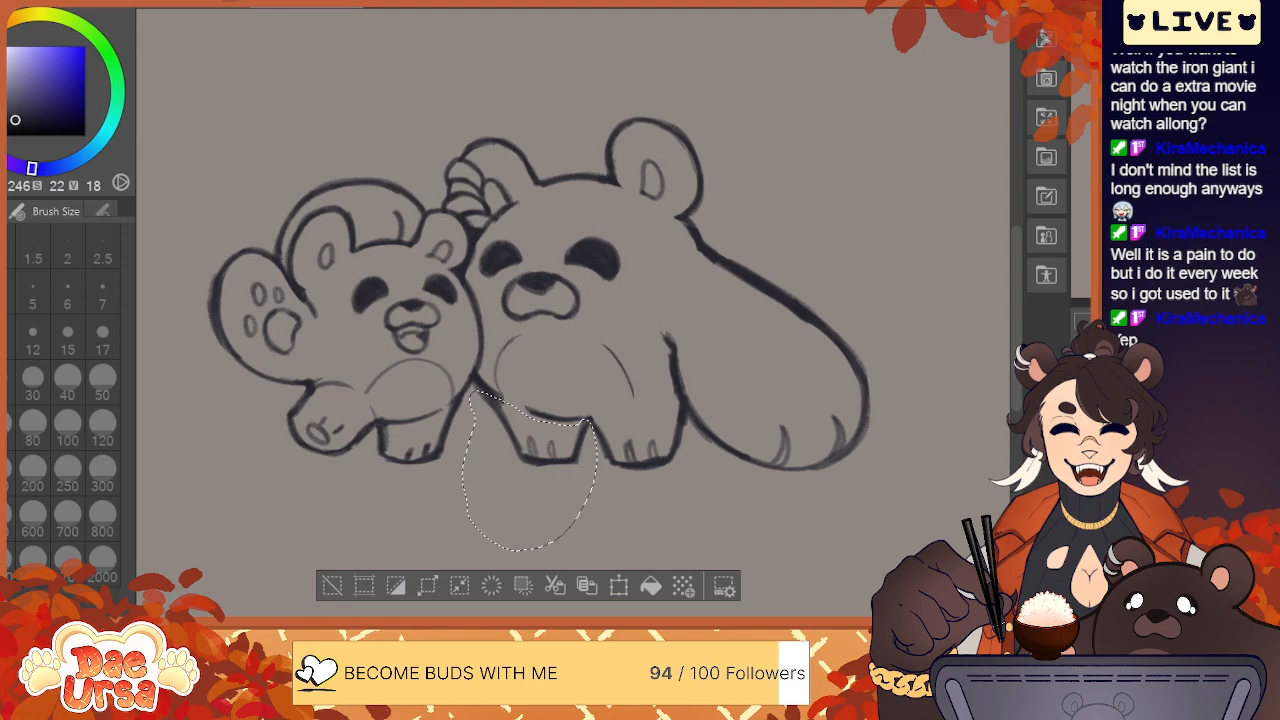 LIVE
watch the iron giant i
can do a extra movie
night when you can
watch allong?
KiraMechanica
I don't mind the list is
long enough anyways
KiraMechanica
Well it is a pain to do
but i do it every week
so i got used to it
KiraMechanica
Yep
246 S 22 V 18
Brush Size
1.5 2 2.5
5 6 7
12 15 17
30 40 50
80 100 120
200 250 300
600 700 800
2000
Dae
Ursa
BECOME BUDS WITH ME 94 / 100 Followers